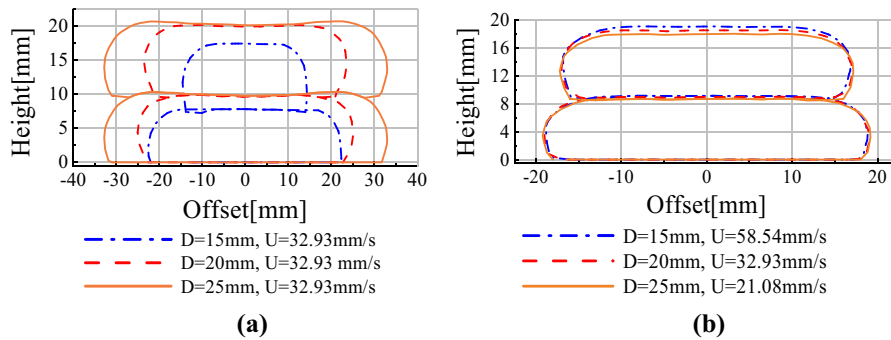 20
15
10
5
0
Height[mm]
-40 -30 -20 -10 0 10 20 30 40
Offset[mm]
D=15mm, U=32.93mm/s
D=20mm, U=32.93 mm/s
D=25mm, U=32.93mm/s
(a)
20
16
12
8
4
0
Height[mm]
-20 -10 0 10 20
Offset[mm]
D=15mm, U=58.54mm/s
D=20mm, U=32.93mm/s
D=25mm, U=21.08mm/s
(b)